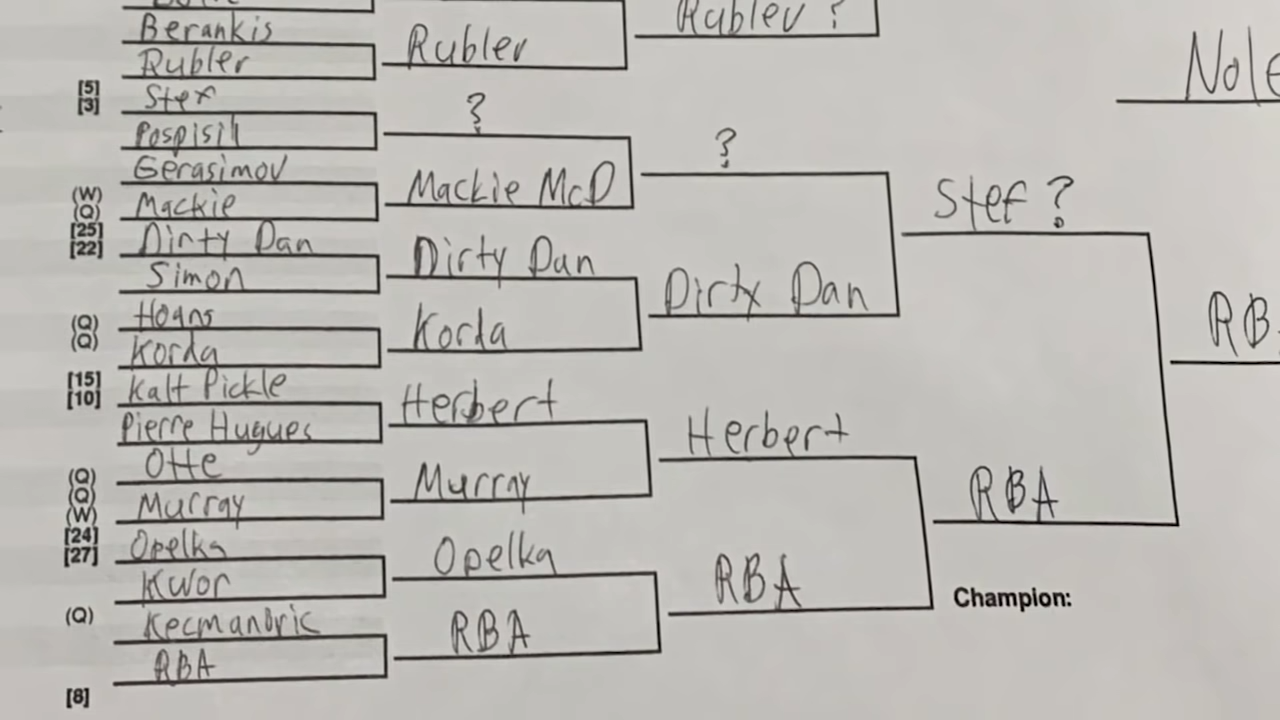 Rublev ?
Berankis
Rublev
Rublev
Nole
[5]
[3]
Stef
?
Pospisil
?
Gerasimov
Mackie McD
(W)
(Q)
Mackie
Stef ?
[25]
[22]
Dirty Dan
Dirty Dan
Simon
Dirty Dan
(Q)
(Q)
Korda
Korda
RB
[15]
[10]
Kalt Pickle
Herbert
Pierre Hugues
Herbert
Otte
(Q)
(Q)
(W)
Murray
Murray
RBA
[24]
[27]
Opelka
Opelka
Kwon
RBA
Champion:
(Q)
Kecmanovic
RBA
RBA
[8]